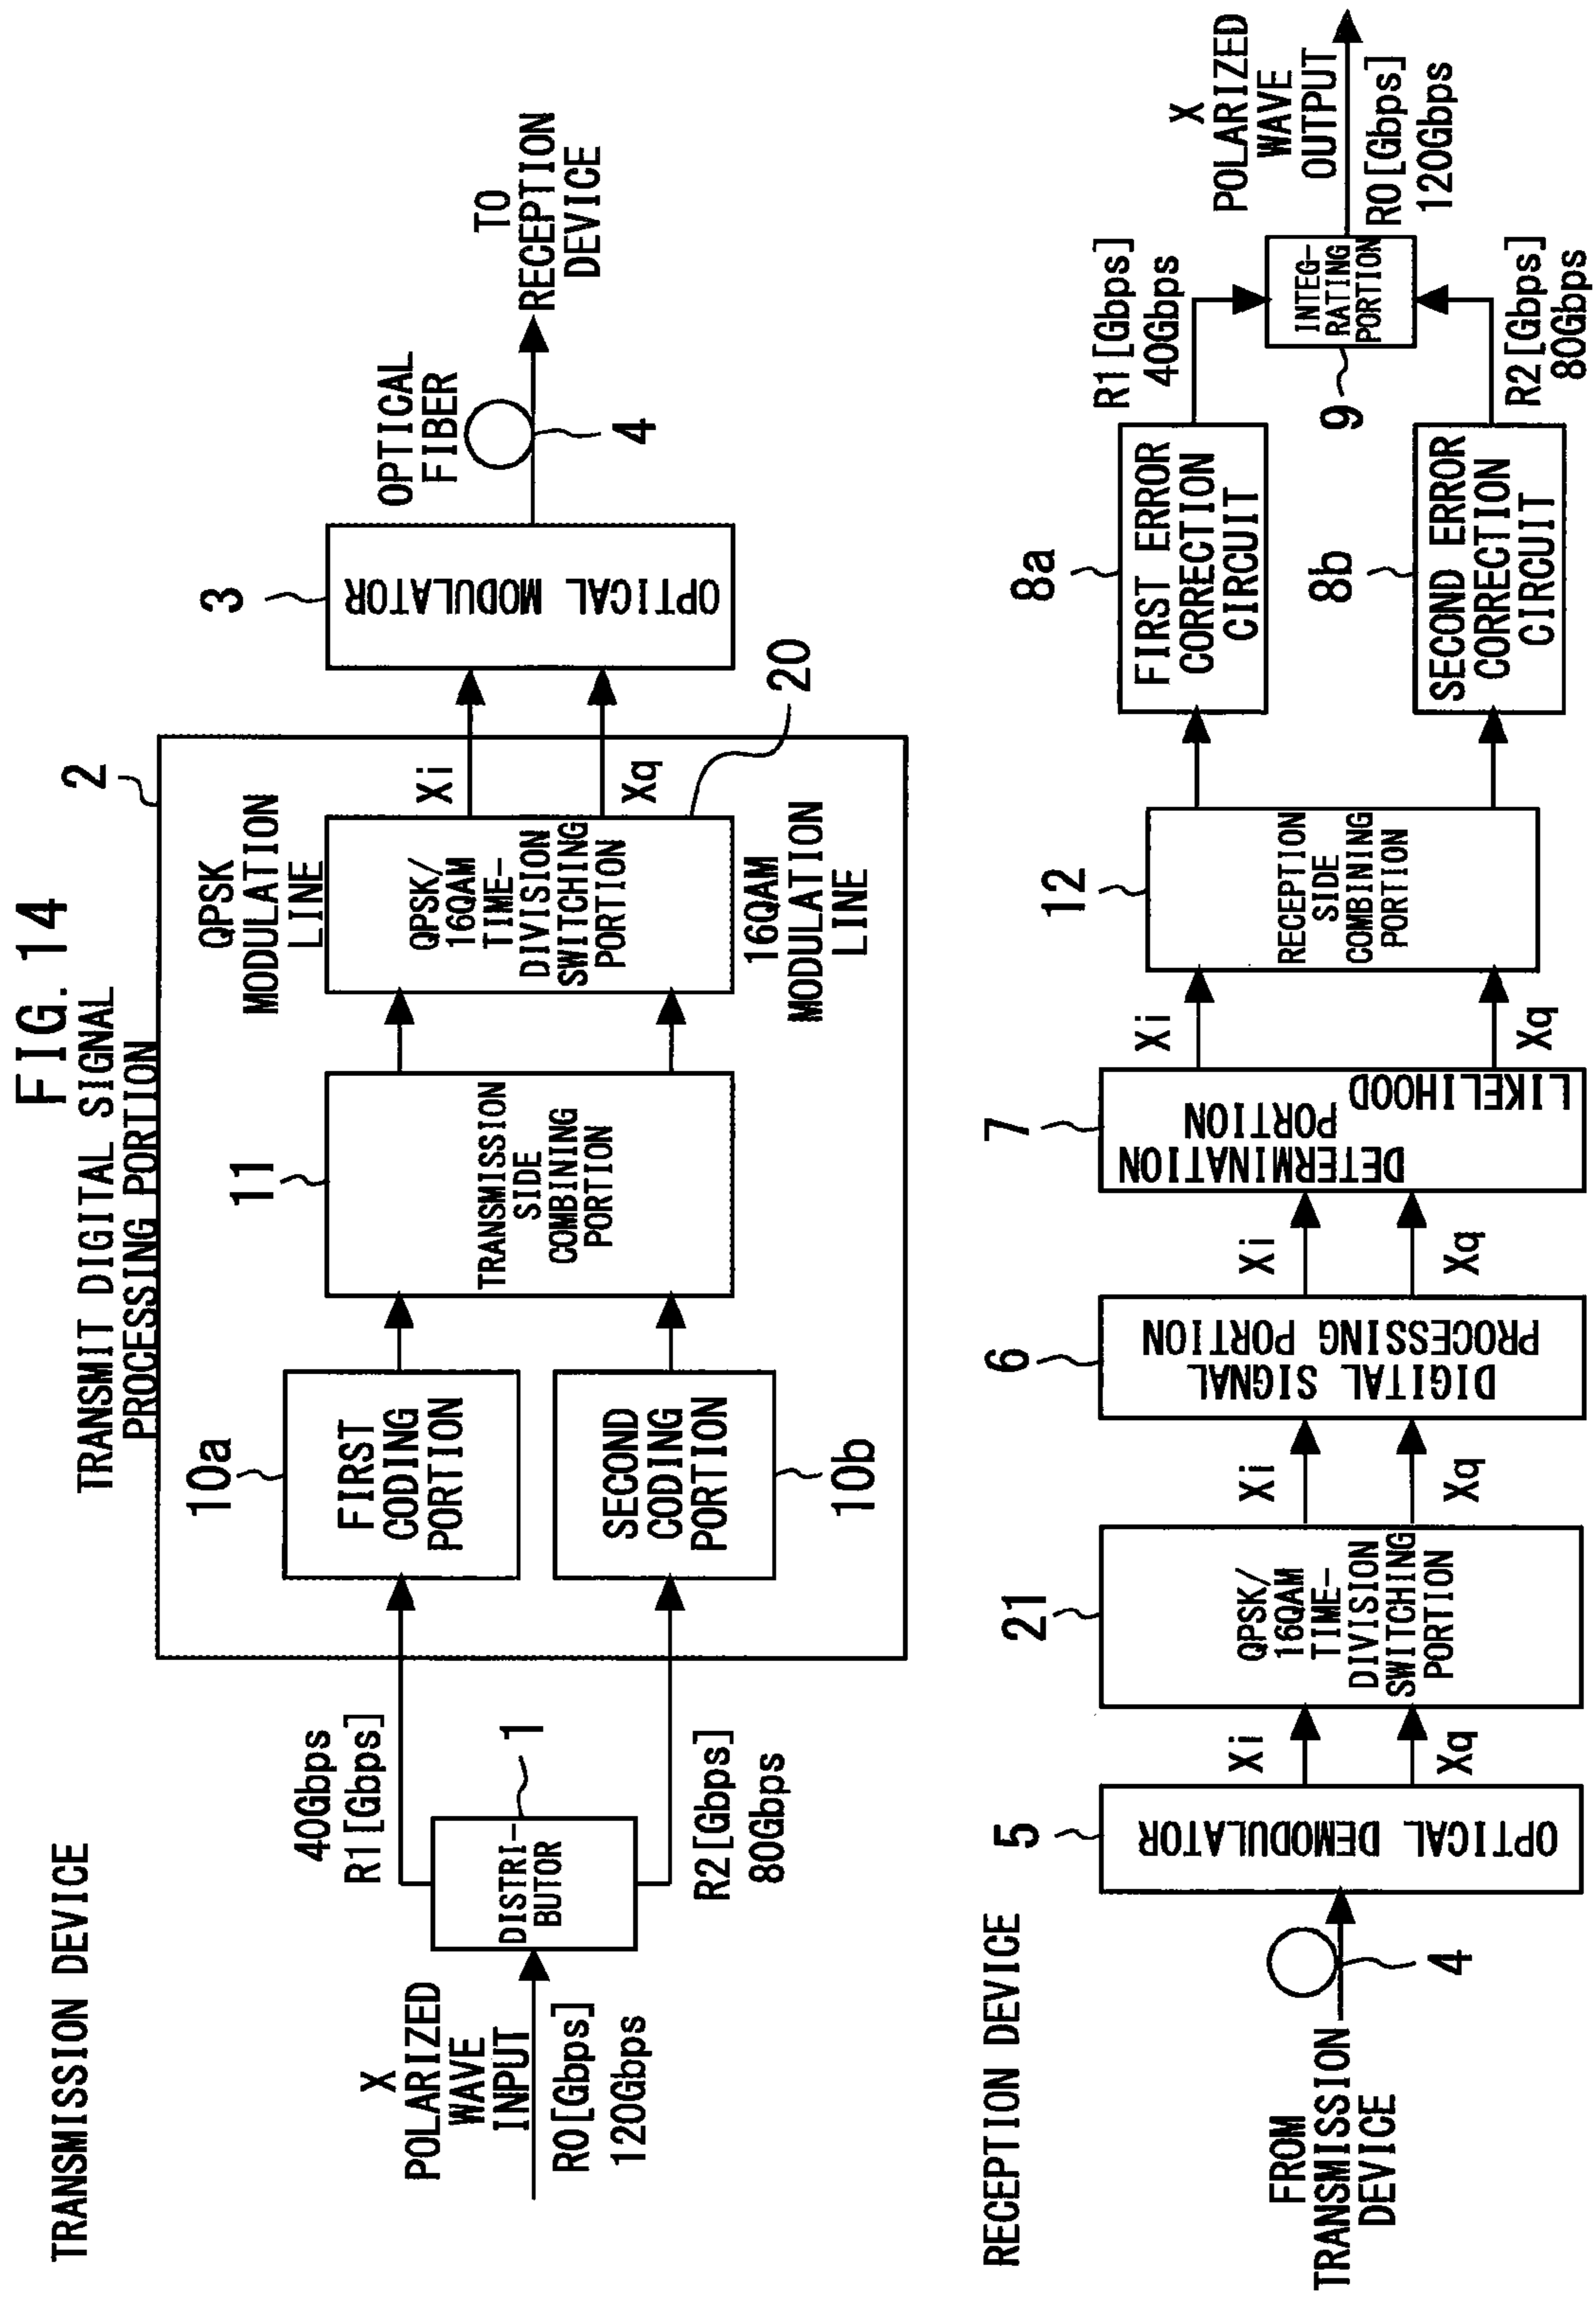 FIG. 14
TRANSMISSION DEVICE
TRANSMIT DIGITAL SIGNAL
PROCESSING PORTION
2
X
POLARIZED
WAVE
INPUT
R0[Gbps]
120Gbps
DISTRI-
BUTOR
1
40Gbps
R1[Gbps]
R2[Gbps]
80Gbps
10a
FIRST
CODING
PORTION
SECOND
CODING
PORTION
10b
11
TRANSMISSION
SIDE
COMBINING
PORTION
QPSK
MODULATION
LINE
QPSK/
16QAM
TIME-
DIVISION
SWITCHING
PORTION
16QAM
MODULATION
LINE
20
Xi
Xq
3
OPTICAL MODULATOR
OPTICAL
FIBER
4
TO
RECEPTION
DEVICE
RECEPTION DEVICE
FROM
TRANSMISSION
DEVICE
4
5
OPTICAL DEMODULATOR
Xi
Xq
21
QPSK/
16QAM
TIME-
DIVISION
SWITCHING
PORTION
Xi
Xq
6
DIGITAL SIGNAL
PROCESSING PORTION
Xi
Xq
7
LIKELIHOOD
DETERMINATION
PORTION
Xi
Xq
12
RECEPTION
SIDE
COMBINING
PORTION
8a
FIRST ERROR
CORRECTION
CIRCUIT
8b
SECOND ERROR
CORRECTION
CIRCUIT
R1[Gbps]
40Gbps
INTEG-
RATING
PORTION
9
R2[Gbps]
80Gbps
X
POLARIZED
WAVE
OUTPUT
R0[Gbps]
120Gbps